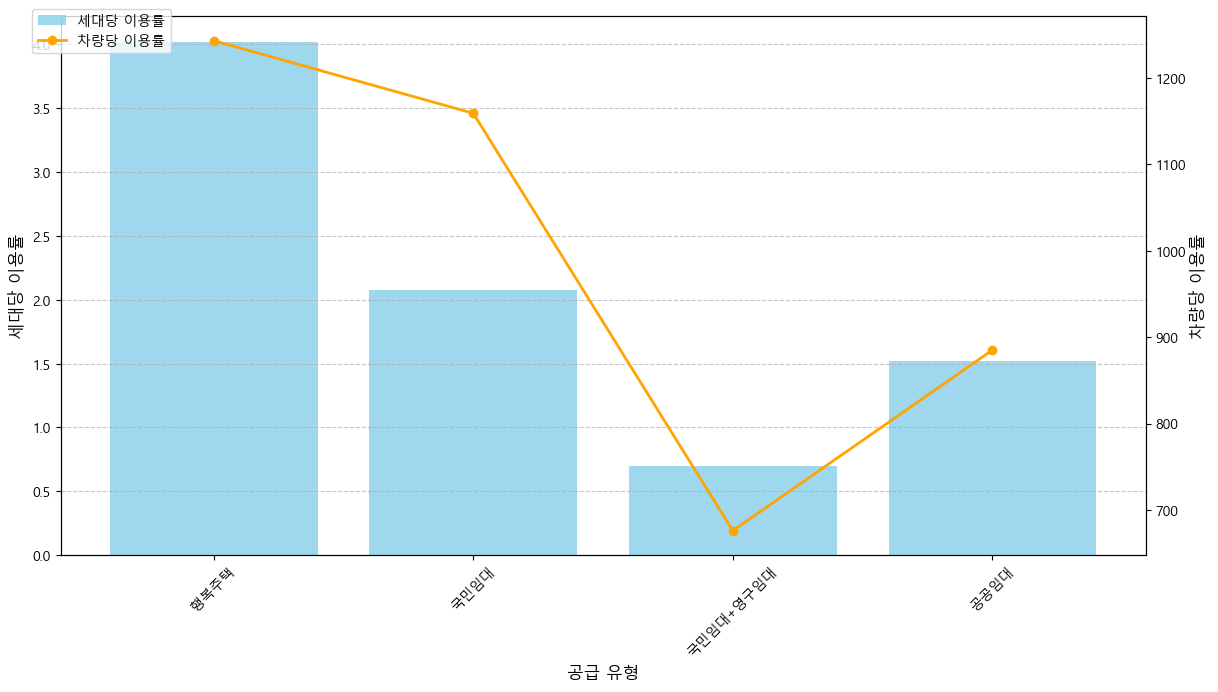 세대당 이용률
차량당 이용률
4.0
3.5
3.0
2.5
2.0
1.5
1.0
0.5
0.0
세대당 이용률
1200
1100
1000
900
800
700
차량당 이용률
행복주택
국민임대
국민임대+영구임대
공공임대
공급 유형